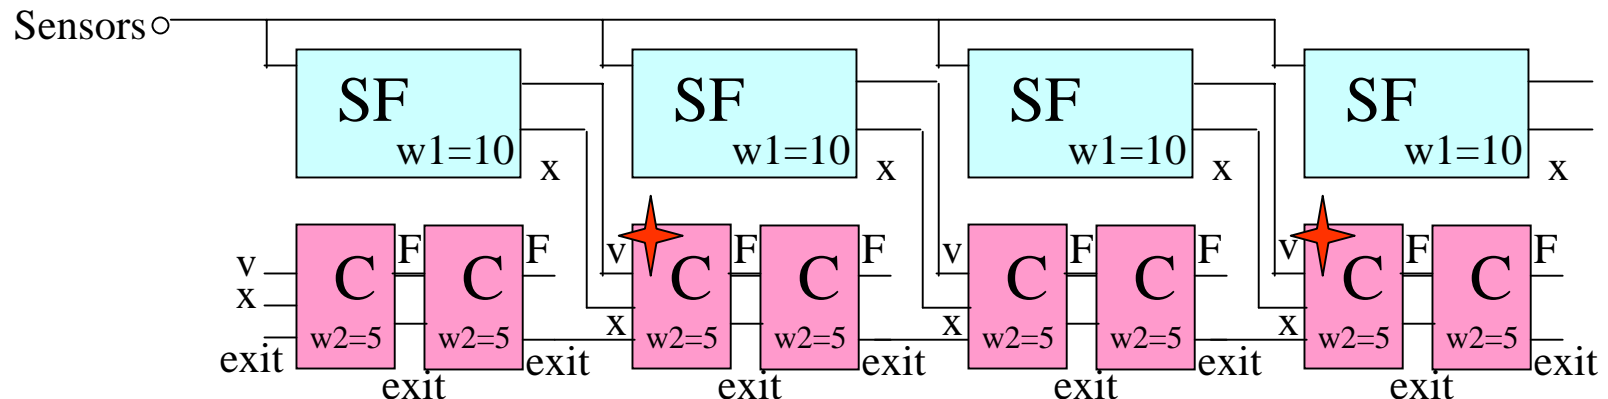 Sensors
SF SF SF SF
w1=10 w1=10 w1=10 w1=10
x x x x
v F F v F F v F F v F F
C C C C C C C C
x x x x
w2=5 w2=5 w2=5 w2=5 w2=5 w2=5 w2=5 w2=5
exit exit exit exit exit
exit exit exit exit